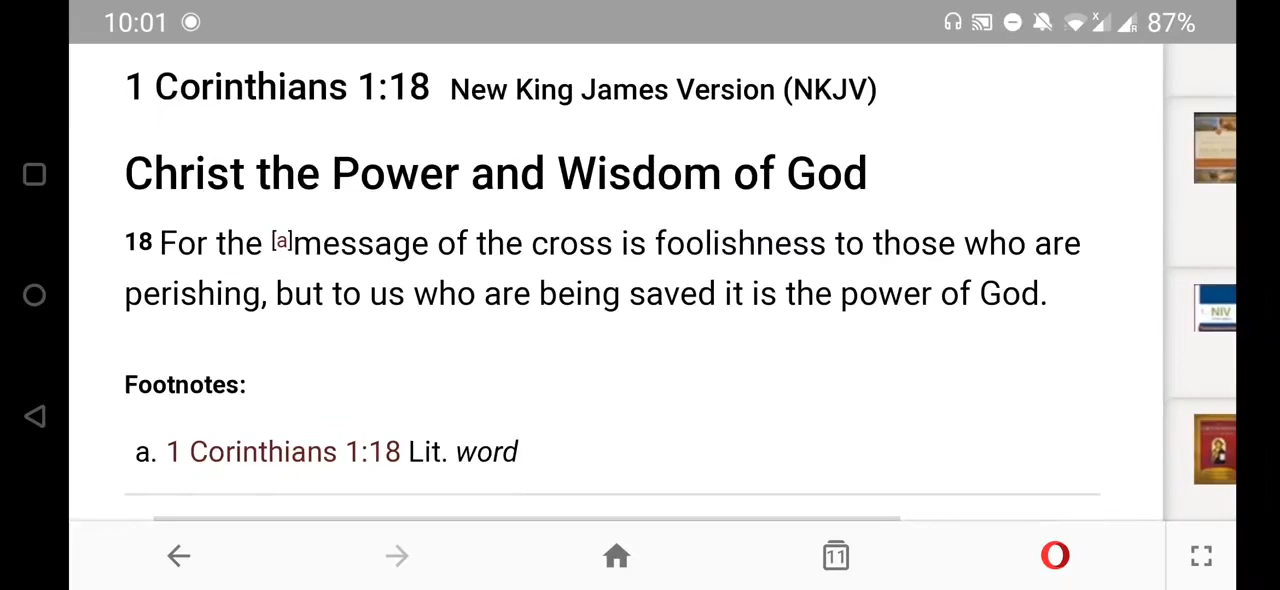 10:01 87%
1 Corinthians 1:18 New King James Version (NKJV)
Christ the Power and Wisdom of God
18 For the [a]message of the cross is foolishness to those who are
perishing, but to us who are being saved it is the power of God.
NIV
Footnotes:
a. 1 Corinthians 1:18 Lit. word
11